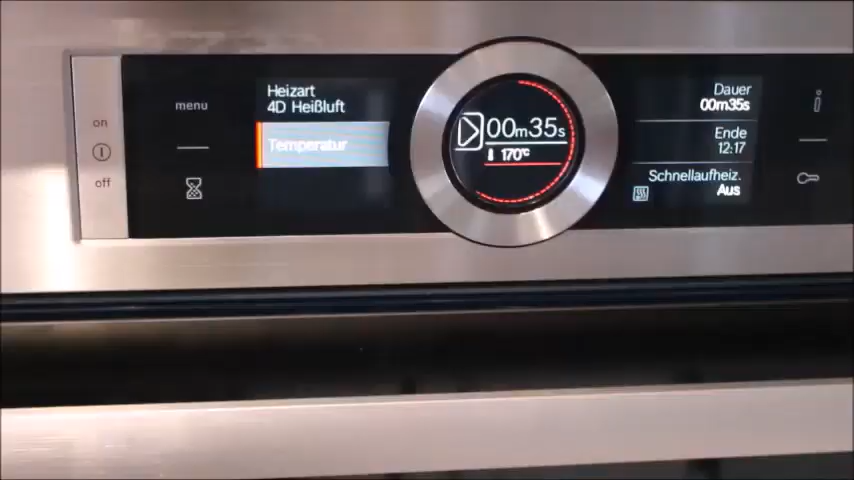 on
off
menu
Heizart
4D Heißluft
Temperatur
00m35s
170°C
Dauer
00m35s
Ende
12:17
Schnellaufheiz.
Aus
i